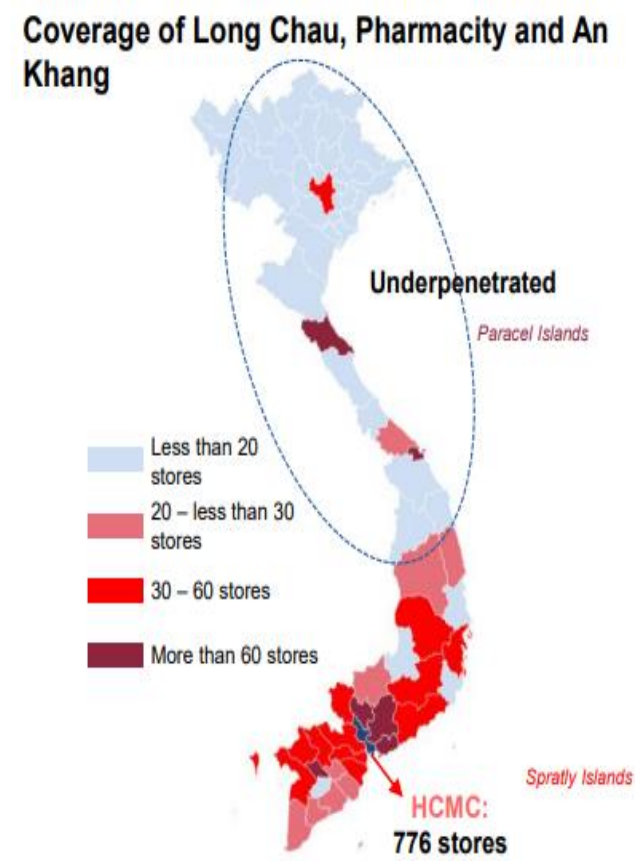 Coverage of Long Chau, Pharmacity and An
Khang
Underpenetrated
Paracel Islands
Less than 20
stores
20 – less than 30
stores
30 – 60 stores
More than 60 stores
Spratly Islands
HCMC:
776 stores